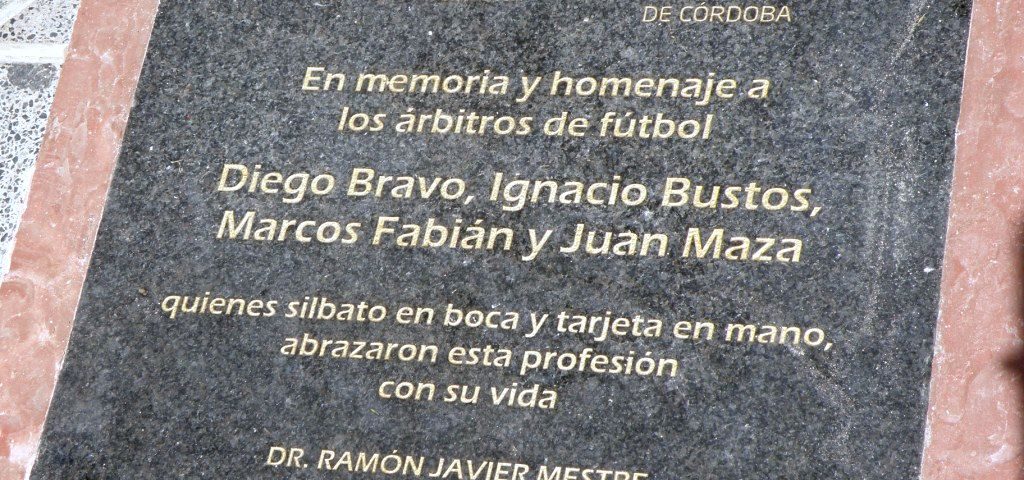 DE CÓRDOBA
En memoria y homenaje a
los árbitros de fútbol
Diego Bravo, Ignacio Bustos,
Marcos Fabián y Juan Maza
quienes silbato en boca y tarjeta en mano,
abrazaron esta profesión
con su vida
DR. RAMÓN JAVIER MESTRE